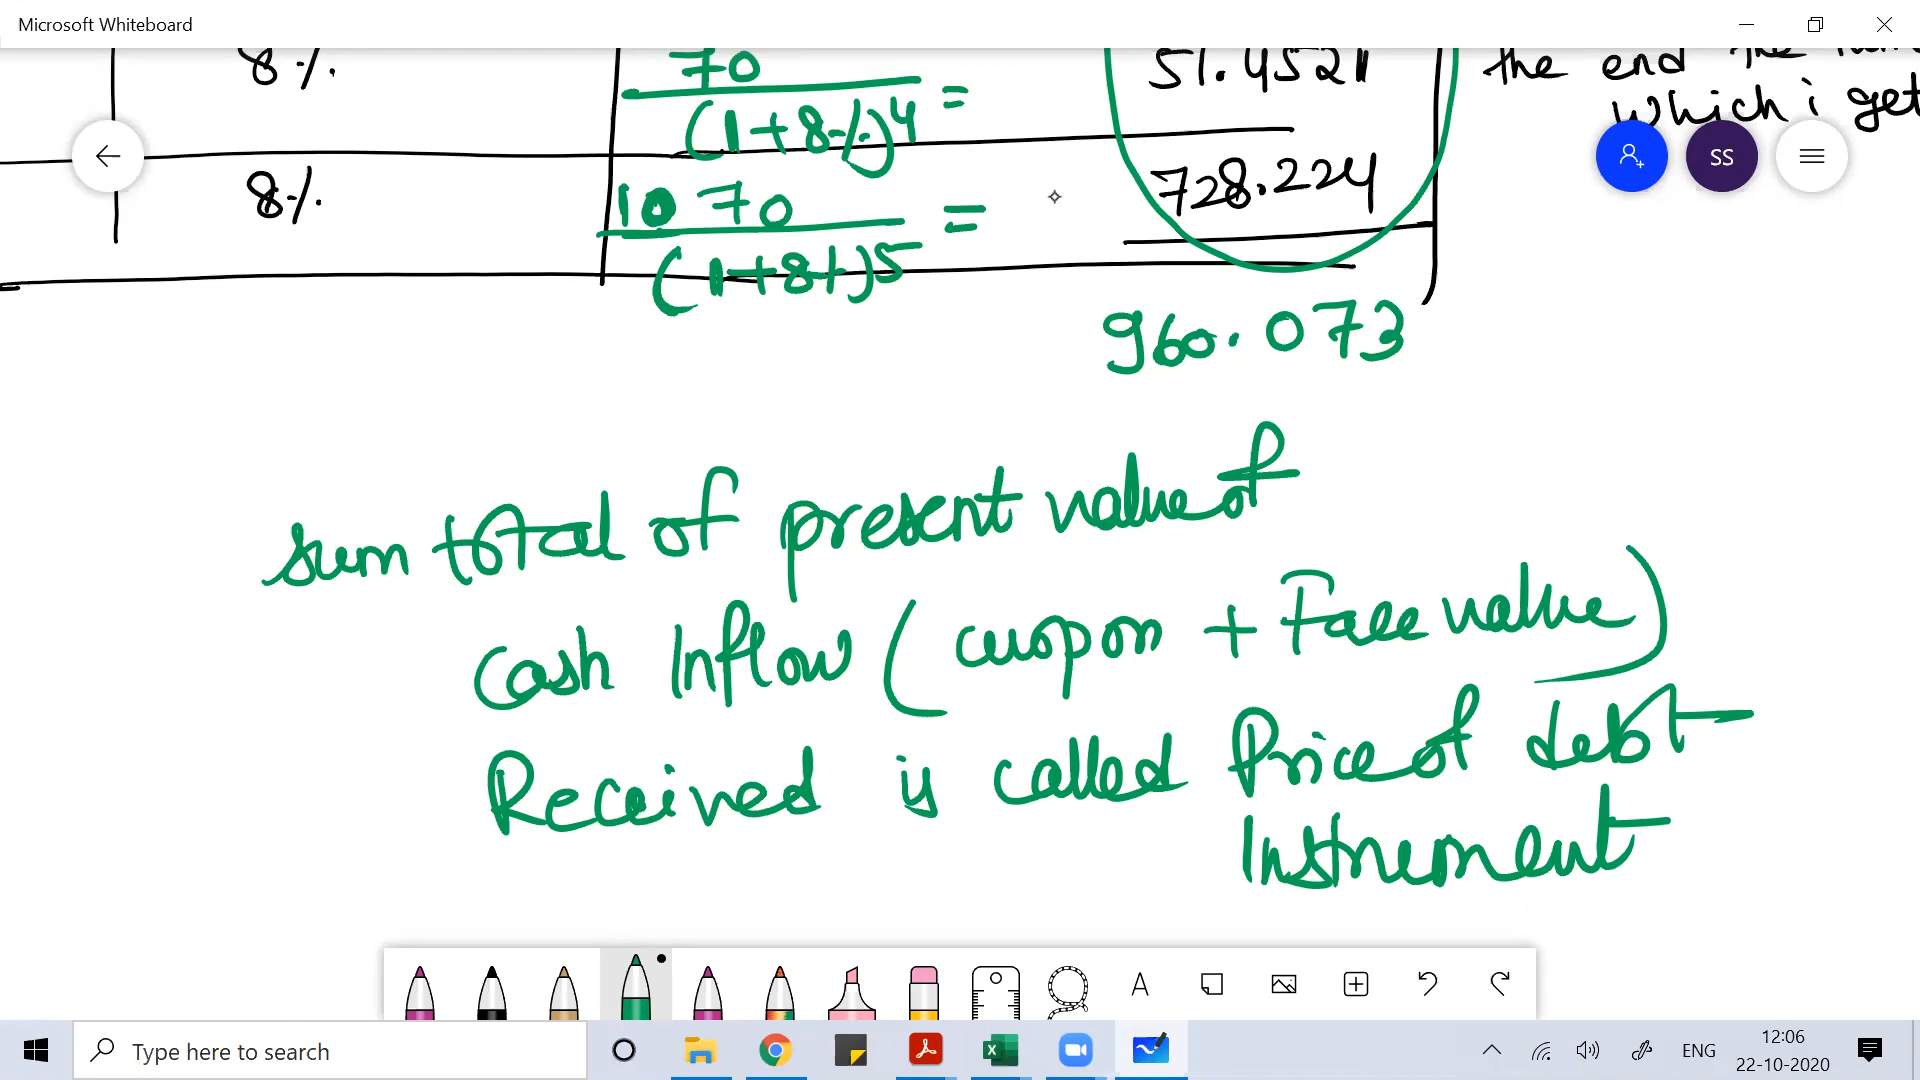 Microsoft Whiteboard
8% 70 51.4521 the end the
(1+8%)4 = which i get
SS
8% 1070 = 728.224
(1+8%)5
960.073
sum total of present value of
Cash Inflow (cuopon + Face value)
Received is called Price of debt
Instrument
A
Type here to search
ENG
12:06
22-10-2020